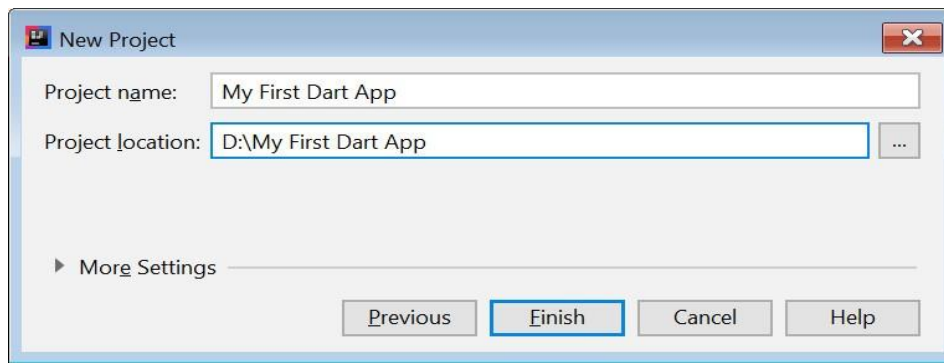 New Project
Project name: My First Dart App
Project location: D:\My First Dart App ...
More Settings
Previous Finish Cancel Help